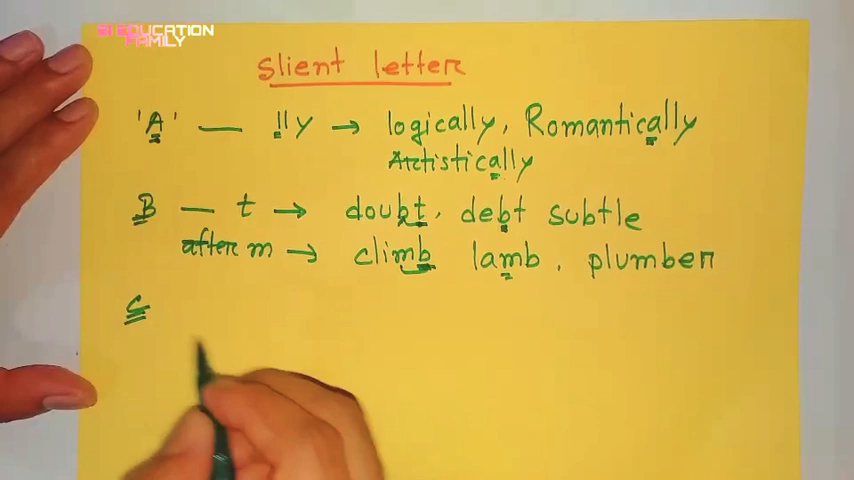 SI EDUCATION
FAMILY
Slient letter
'A' — lly → logically, Romantically
Artistically
B — t → doubt, debt subtle
after m → climb lamb, plumber
C